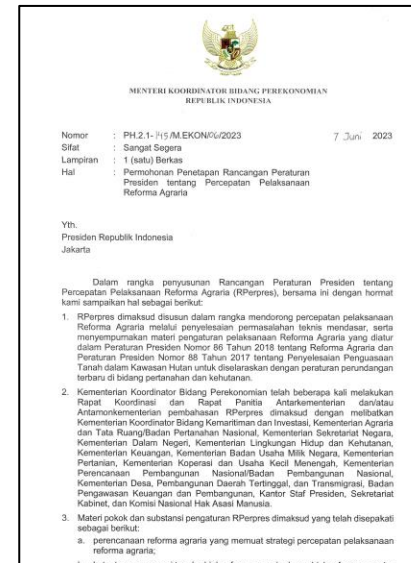 MENTERI KOORDINATOR BIDANG PEREKONOMIAN
REPUBLIK INDONESIA
Nomor : PH.2.1- 145 /M.EKON/06/2023 7 Juni 2023
Sifat : Sangat Segera
Lampiran : 1 (satu) Berkas
Hal : Permohonan Penetapan Rancangan Peraturan
Presiden tentang Percepatan Pelaksanaan
Reforma Agraria
Yth.
Presiden Republik Indonesia
Jakarta
Dalam rangka penyusunan Rancangan Peraturan Presiden tentang
Percepatan Pelaksanaan Reforma Agraria (RPerpres), bersama ini dengan hormat
kami sampaikan hal sebagai berikut:
1. RPerpres dimaksud disusun dalam rangka mendorong percepatan pelaksanaan
Reforma Agraria melalui penyelesaian permasalahan teknis mendasar, serta
menyempurnakan materi pengaturan pelaksanaan Reforma Agraria yang diatur
dalam Peraturan Presiden Nomor 86 Tahun 2018 tentang Reforma Agraria dan
Peraturan Presiden Nomor 88 Tahun 2017 tentang Penyelesaian Penguasaan
Tanah dalam Kawasan Hutan untuk diselaraskan dengan peraturan perundangan
terbaru di bidang pertanahan dan kehutanan.
2. Kementerian Koordinator Bidang Perekonomian telah beberapa kali melakukan
Rapat Koordinasi dan Rapat Panitia Antarkementerian dan/atau
Antarnonkementerian pembahasan RPerpres dimaksud dengan melibatkan
Kementerian Koordinator Bidang Kemaritiman dan Investasi, Kementerian Agraria
dan Tata Ruang/Badan Pertanahan Nasional, Kementerian Sekretariat Negara,
Kementerian Dalam Negeri, Kementerian Lingkungan Hidup dan Kehutanan,
Kementerian Keuangan, Kementerian Badan Usaha Milik Negara, Kementerian
Pertanian, Kementerian Koperasi dan Usaha Kecil Menengah, Kementerian
Perencanaan Pembangunan Nasional/Badan Pembangunan Nasional,
Kementerian Desa, Pembangunan Daerah Tertinggal, dan Transmigrasi, Badan
Pengawasan Keuangan dan Pembangunan, Kantor Staf Presiden, Sekretariat
Kabinet, dan Komisi Nasional Hak Asasi Manusia.
3. Materi pokok dan substansi pengaturan RPerpres dimaksud yang telah disepakati
sebagai berikut:
a. perencanaan reforma agraria yang memuat strategi percepatan pelaksanaan
reforma agraria;